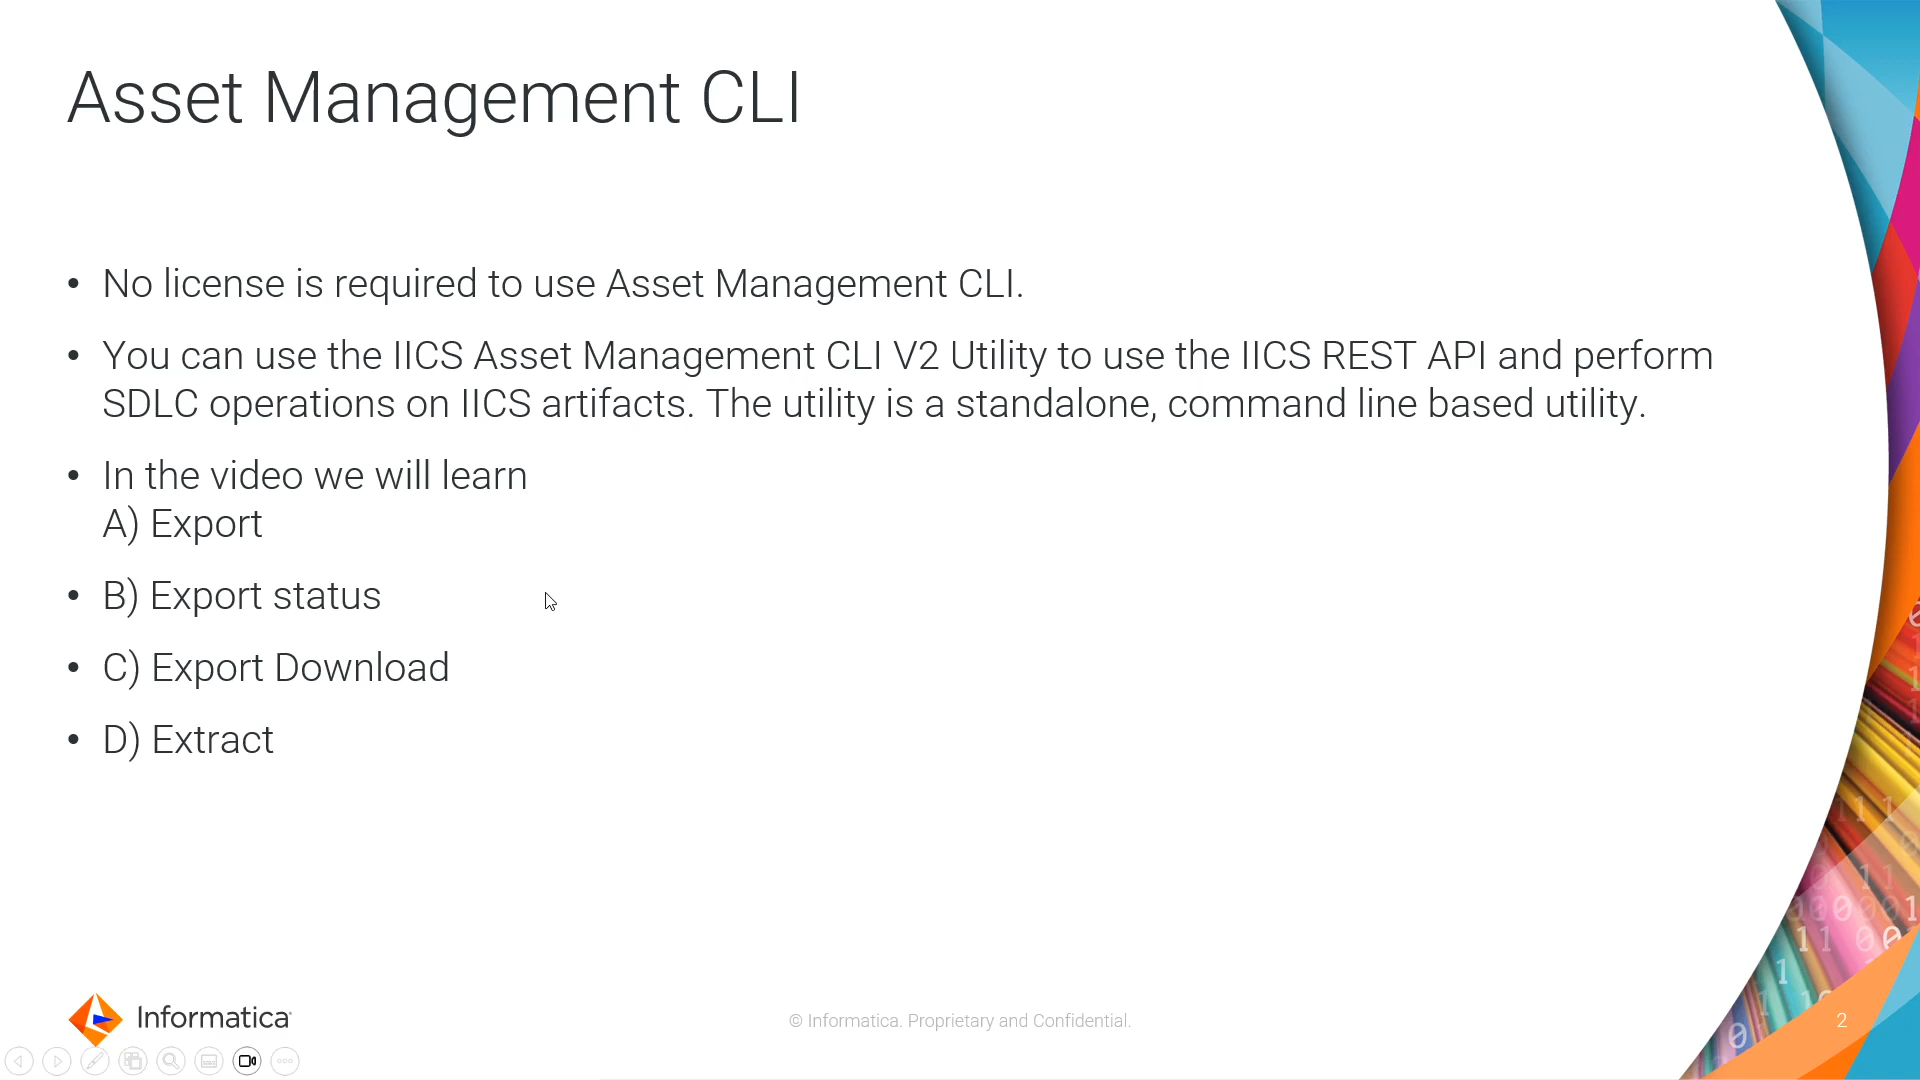 Asset Management CLI
• No license is required to use Asset Management CLI.
• You can use the IICS Asset Management CLI V2 Utility to use the IICS REST API and perform
SDLC operations on IICS artifacts. The utility is a standalone, command line based utility.
• In the video we will learn
A) Export
• B) Export status
• C) Export Download
• D) Extract
Informatica
© Informatica. Proprietary and Confidential.
2